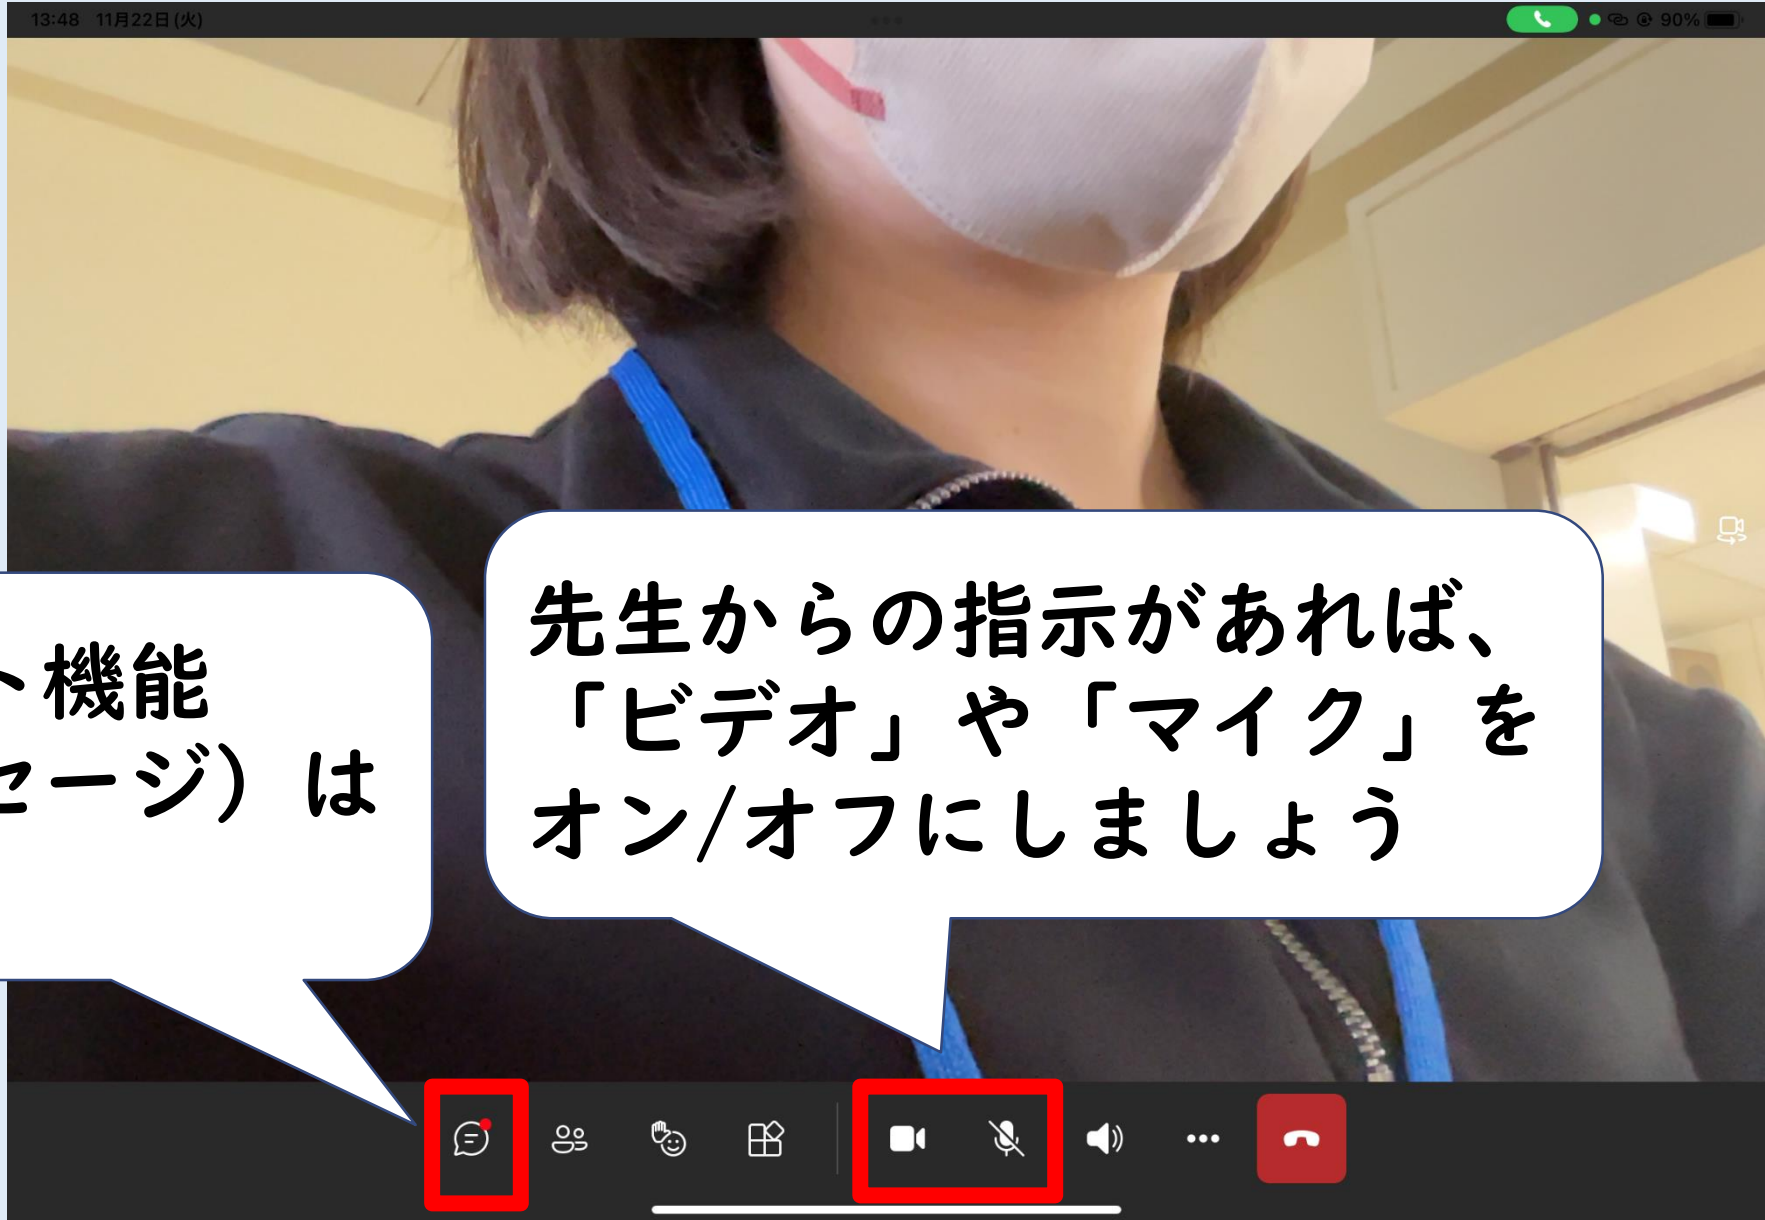 13:48 11月22日(火)
90%
ト機能
セージ）は
先生からの指示があれば、
「ビデオ」や「マイク」を
オン/オフにしましょう